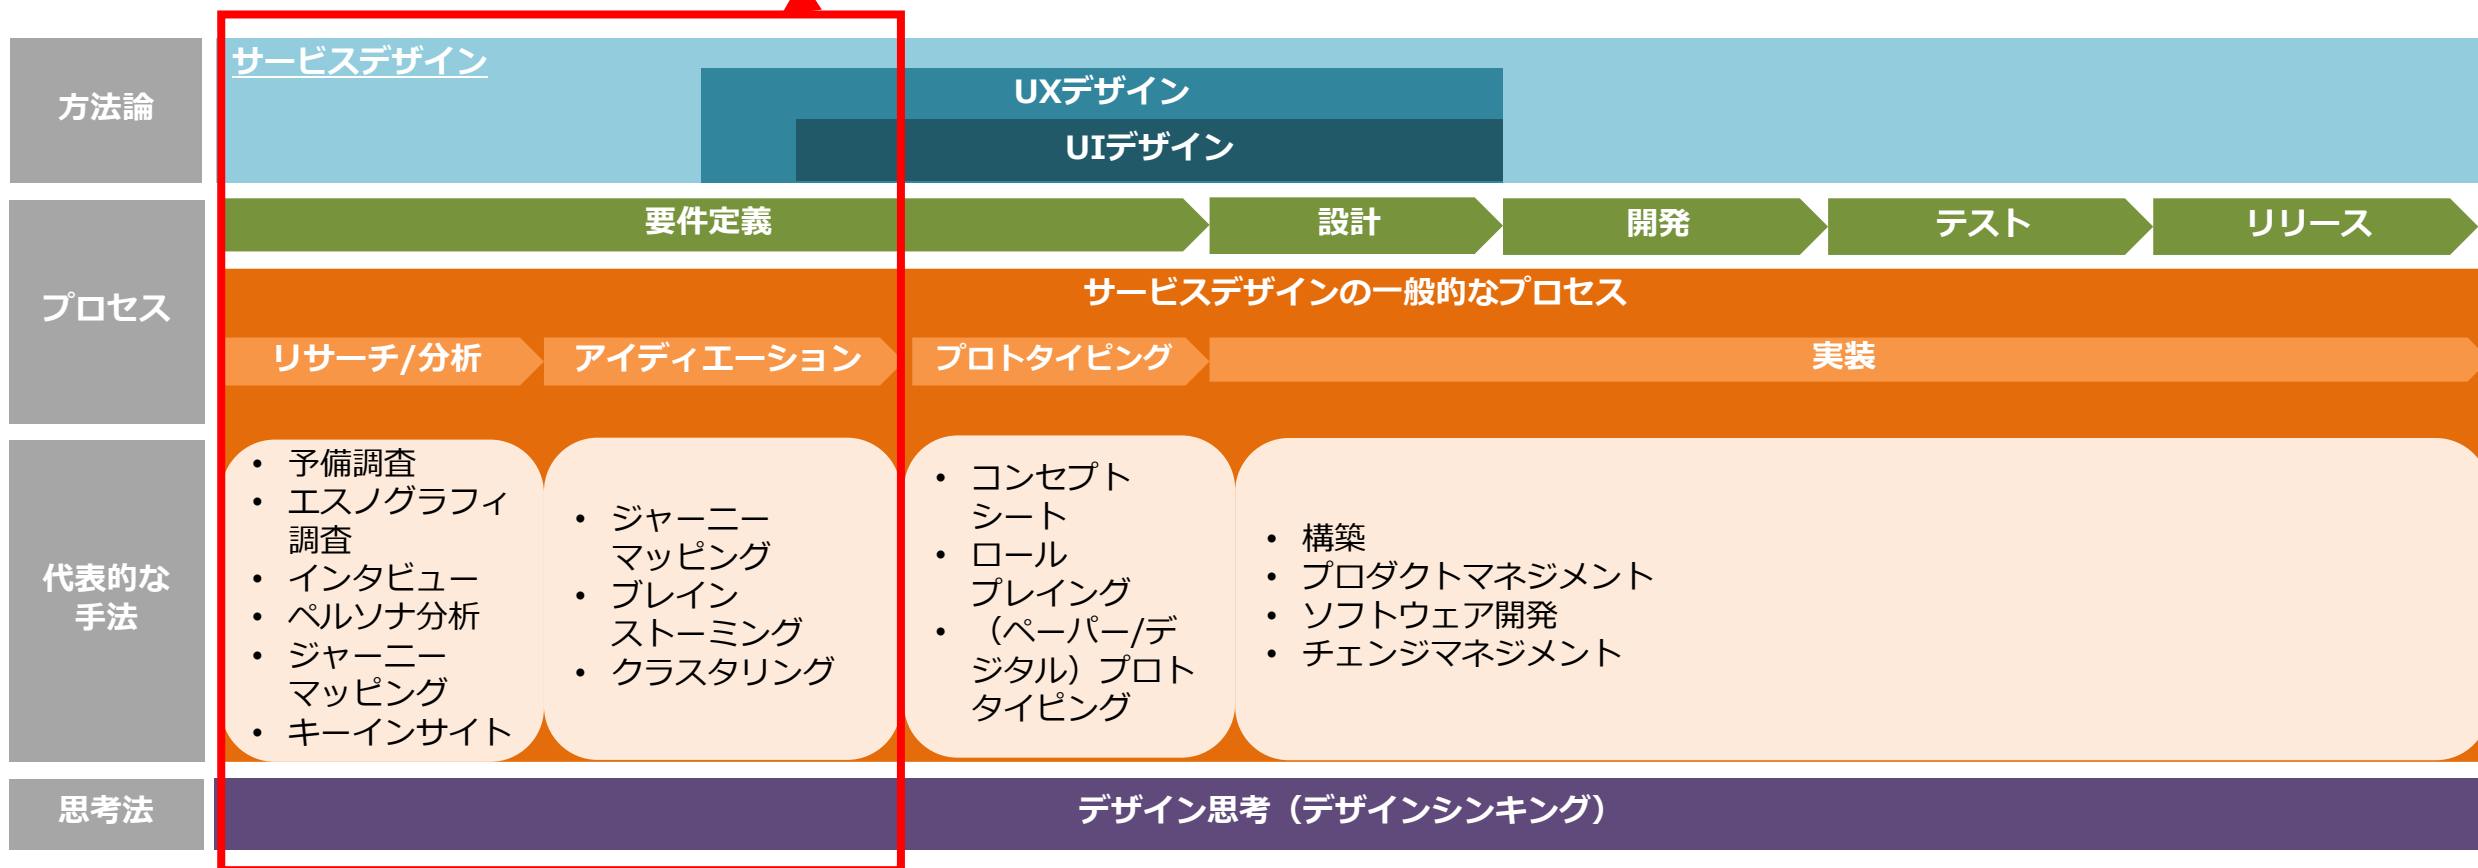 方法論
サービスデザイン
UXデザイン
UIデザイン
プロセス
要件定義
設計
開発
テスト
リリース
サービスデザインの一般的なプロセス
リサーチ/分析
アイディエーション
プロトタイピング
実装
代表的な
手法
• 予備調査
• エスノグラフィ
調査
• インタビュー
• ペルソナ分析
• ジャーニー
マッピング
• キーインサイト
• ジャーニー
マッピング
• ブレイン
ストーミング
• クラスタリング
• コンセプト
シート
• ロール
プレイング
• （ペーパー/デ
ジタル）プロト
タイピング
• 構築
• プロダクトマネジメント
• ソフトウェア開発
• チェンジマネジメント
思考法
デザイン思考（デザインシンキング）